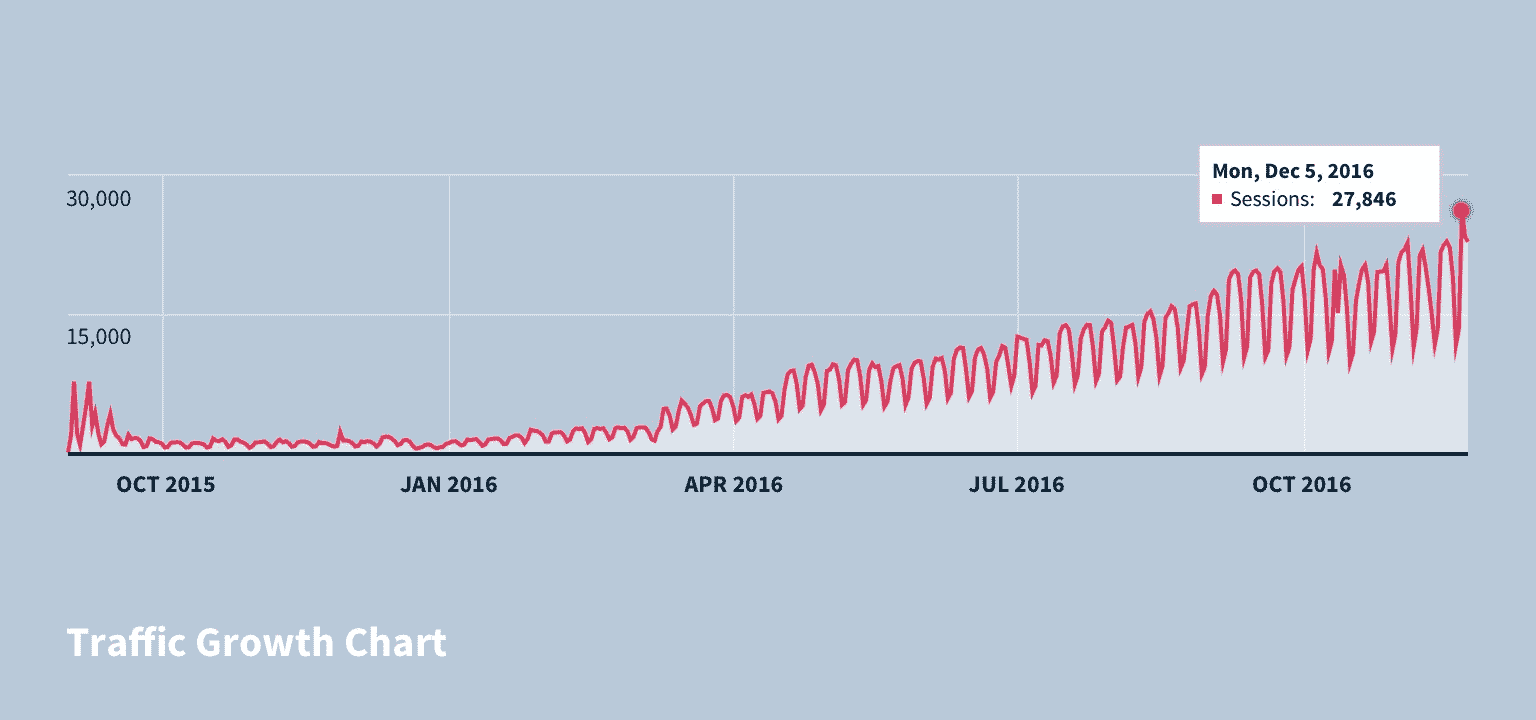 30,000
Mon, Dec 5, 2016
Sessions: 27,846
15,000
OCT 2015 JAN 2016 APR 2016 JUL 2016 OCT 2016
Traffic Growth Chart